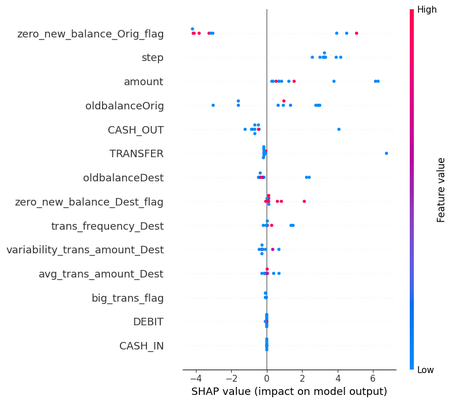 High
zero_new_balance_Orig_flag
step
amount
oldbalanceOrig
CASH_OUT
TRANSFER
oldbalanceDest
zero_new_balance_Dest_flag
trans_frequency_Dest
variability_trans_amount_Dest
avg_trans_amount_Dest
big_trans_flag
DEBIT
CASH_IN
Feature value
Low
−4 −2 0 2 4 6
SHAP value (impact on model output)